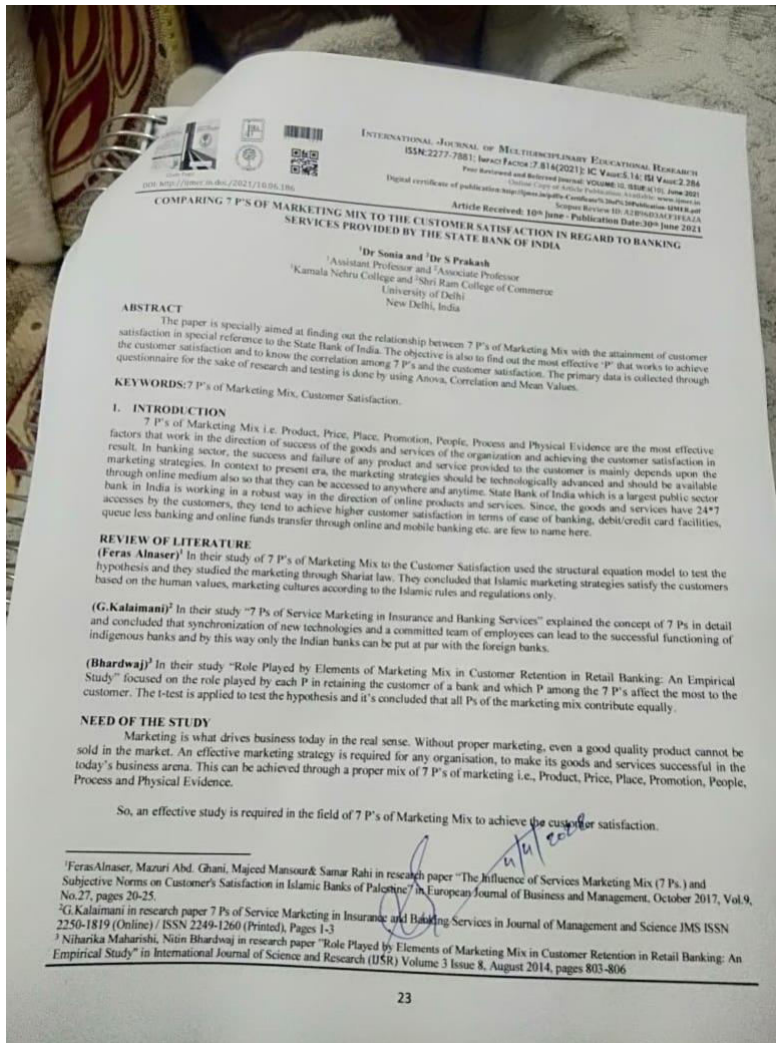 INTERNATIONAL JOURNAL OF MULTIDISCIPLINARY EDUCATIONAL RESEARCH
ISSN:2277-7881; IMPACT FACTOR :7.816(2021); IC VALUE:5.16; ISI VALUE:2.286
Peer Reviewed and Refereed Journal: VOLUME:10, ISSUE:6(10), June:2021
Online Copy of Article Publication Available: www.ijmer.in
Digital certificate of publication:
Scopus Review ID: A2B96D3ACF3FEA2A
Article Received: 10th June - Publication Date:30th June 2021
DOI: http://ijmer.in.doi./2021/10.06.186
COMPARING 7 P'S OF MARKETING MIX TO THE CUSTOMER SATISFACTION IN REGARD TO BANKING
SERVICES PROVIDED BY THE STATE BANK OF INDIA
1Dr Sonia and 2Dr S Prakash
1Assistant Professor and 2Associate Professor
1Kamala Nehru College and 2Shri Ram College of Commerce
University of Delhi
New Delhi, India
ABSTRACT
The paper is specially aimed at finding out the relationship between 7 P's of Marketing Mix with the attainment of customer
satisfaction in special reference to the State Bank of India. The objective is also to find out the most effective 'P' that works to achieve
the customer satisfaction and to know the correlation among 7 P's and the customer satisfaction. The primary data is collected through
questionnaire for the sake of research and testing is done by using Anova, Correlation and Mean Values.
KEYWORDS:7 P's of Marketing Mix, Customer Satisfaction.
1. INTRODUCTION
7 P's of Marketing Mix i.e. Product, Price, Place, Promotion, People, Process and Physical Evidence are the most effective
factors that work in the direction of success of the goods and services of the organization and achieving the customer satisfaction in
result. In banking sector, the success and failure of any product and service provided to the customer is mainly depends upon the
marketing strategies. In context to present era, the marketing strategies should be technologically advanced and should be available
through online medium also so that they can be accessed to anywhere and anytime. State Bank of India which is a largest public sector
bank in India is working in a robust way in the direction of online products and services. Since, the goods and services have 24*7
accesses by the customers, they tend to achieve higher customer satisfaction in terms of ease of banking, debit/credit card facilities,
queue less banking and online funds transfer through online and mobile banking etc. are few to name here.
REVIEW OF LITERATURE
(Feras Alnaser)1 In their study of 7 P's of Marketing Mix to the Customer Satisfaction used the structural equation model to test the
hypothesis and they studied the marketing through Shariat law. They concluded that Islamic marketing strategies satisfy the customers
based on the human values, marketing cultures according to the Islamic rules and regulations only.
(G.Kalaimani)2 In their study "7 Ps of Service Marketing in Insurance and Banking Services" explained the concept of 7 Ps in detail
and concluded that synchronization of new technologies and a committed team of employees can lead to the successful functioning of
indigenous banks and by this way only the Indian banks can be put at par with the foreign banks.
(Bhardwaj)3 In their study "Role Played by Elements of Marketing Mix in Customer Retention in Retail Banking: An Empirical
Study" focused on the role played by each P in retaining the customer of a bank and which P among the 7 P's affect the most to the
customer. The t-test is applied to test the hypothesis and it's concluded that all Ps of the marketing mix contribute equally.
NEED OF THE STUDY
Marketing is what drives business today in the real sense. Without proper marketing, even a good quality product cannot be
sold in the market. An effective marketing strategy is required for any organisation, to make its goods and services successful in the
today's business arena. This can be achieved through a proper mix of 7 P's of marketing i.e., Product, Price, Place, Promotion, People,
Process and Physical Evidence.
So, an effective study is required in the field of 7 P's of Marketing Mix to achieve the customer satisfaction.
1FerasAlnaser, Mazuri Abd. Ghani, Majeed Mansour& Samar Rahi in research paper "The Influence of Services Marketing Mix (7 Ps.) and
Subjective Norms on Customer's Satisfaction in Islamic Banks of Palestine" in European Journal of Business and Management, October 2017, Vol.9,
No.27, pages 20-25.
2G.Kalaimani in research paper 7 Ps of Service Marketing in Insurance and Banking Services in Journal of Management and Science JMS ISSN
2250-1819 (Online) / ISSN 2249-1260 (Printed), Pages 1-3
3 Niharika Maharishi, Nitin Bhardwaj in research paper "Role Played by Elements of Marketing Mix in Customer Retention in Retail Banking: An
Empirical Study" in International Journal of Science and Research (IJSR) Volume 3 Issue 8, August 2014, pages 803-806
23